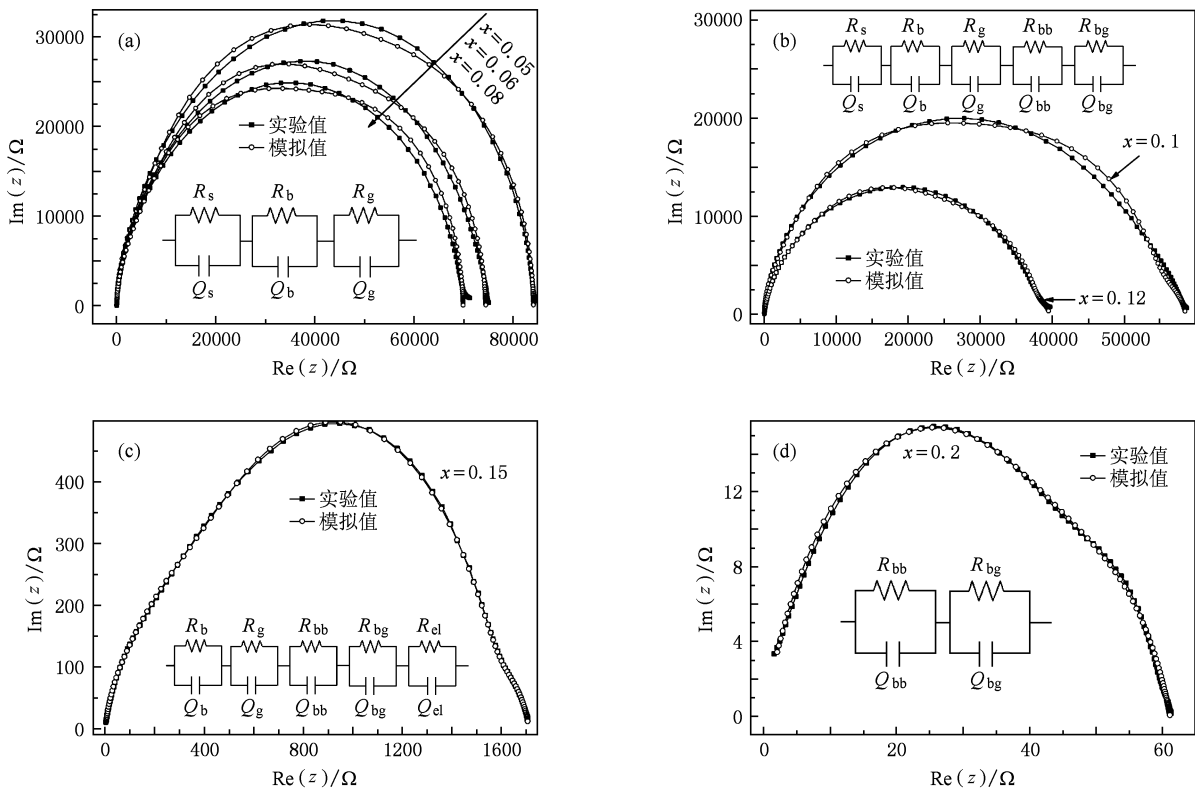 (a)
x=0.05
x=0.06
x=0.08
实验值
模拟值
Rs Rb Rg
Qs Qb Qg
Im(z)/Ω
30000
20000
10000
0
0 20000 40000 60000 80000
Re(z)/Ω
(b)
Rs Rb Rg Rbb Rbg
Qs Qb Qg Qbb Qbg
x=0.1
实验值
模拟值
x=0.12
Im(z)/Ω
30000
20000
10000
0
0 10000 20000 30000 40000 50000
Re(z)/Ω
(c)
x=0.15
实验值
模拟值
Rb Rg Rbb Rbg Rel
Qb Qg Qbb Qbg Qel
Im(z)/Ω
400
300
200
100
0
0 400 800 1200 1600
Re(z)/Ω
(d)
x=0.2
实验值
模拟值
Rbb Rbg
Qbb Qbg
Im(z)/Ω
12
8
4
0
0 20 40 60
Re(z)/Ω